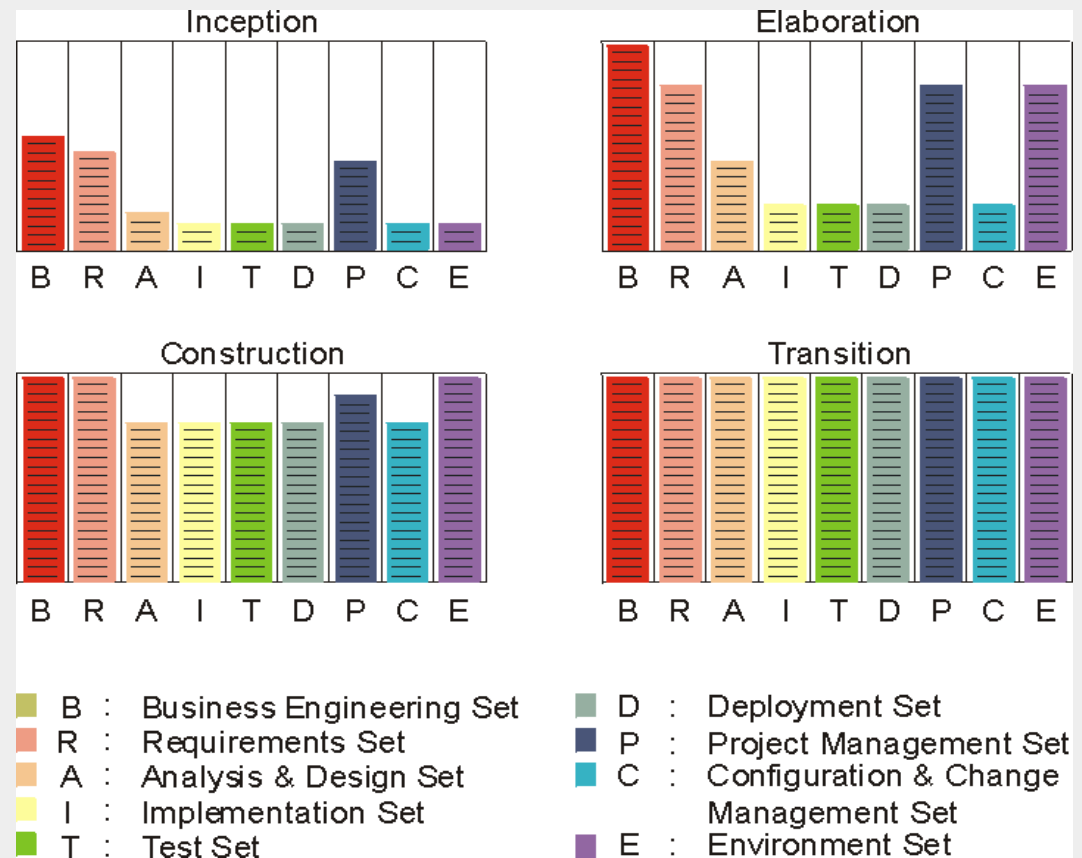 Inception
B R A I T D P C E
Elaboration
B R A I T D P C E
Construction
B R A I T D P C E
Transition
B R A I T D P C E
B : Business Engineering Set
R : Requirements Set
A : Analysis & Design Set
I : Implementation Set
T : Test Set
D : Deployment Set
P : Project Management Set
C : Configuration & Change
Management Set
E : Environment Set